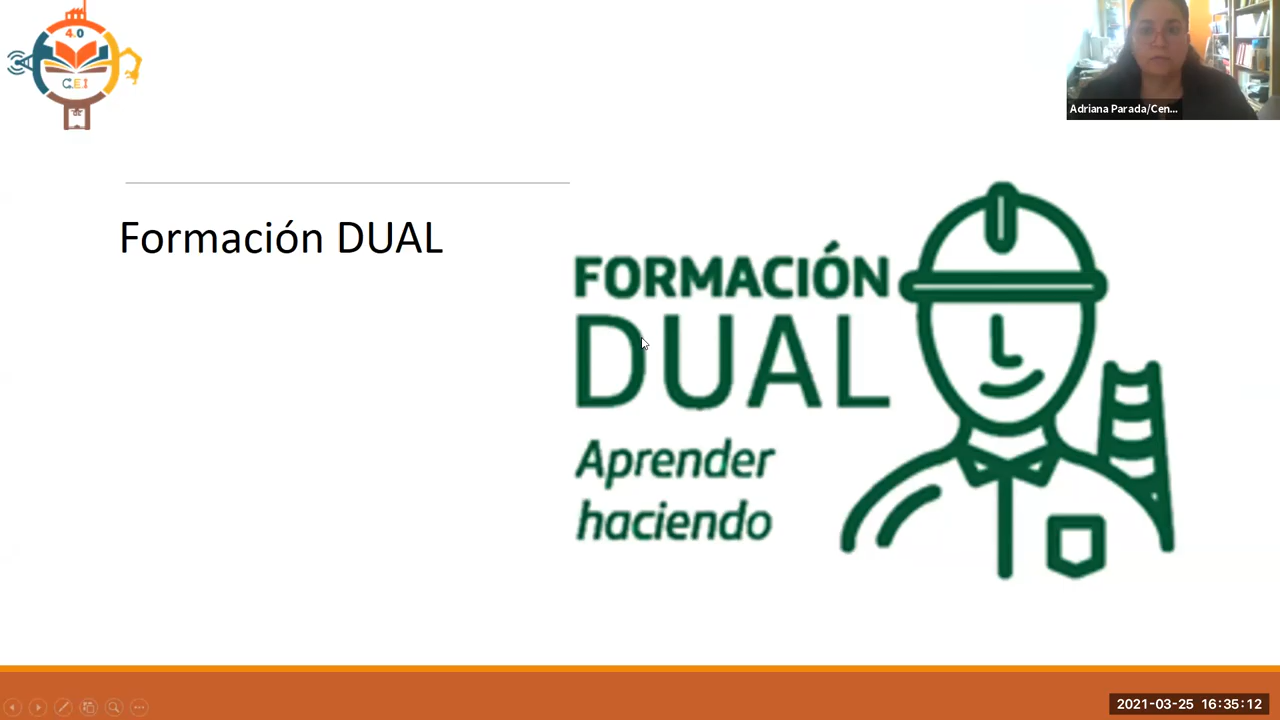 4.0
C.E.I
Adriana Parada/Cen...
Formación DUAL
FORMACIÓN
DUAL
Aprender
haciendo
2021-03-25 16:35:12